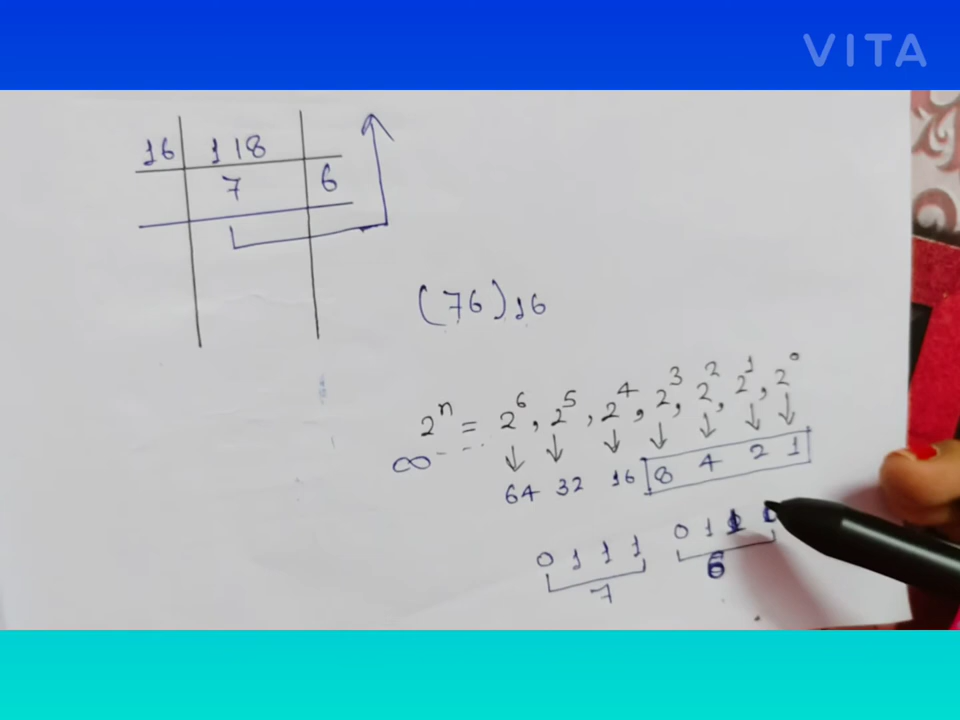 VITA
16 118
7 6
(76)16
2^n = 2^6, 2^5, 2^4, 2^3, 2^2, 2^1, 2^0
∞ - - -
64 32 16 8 4 2 1
0 1 1 1 0 1 1
7 6